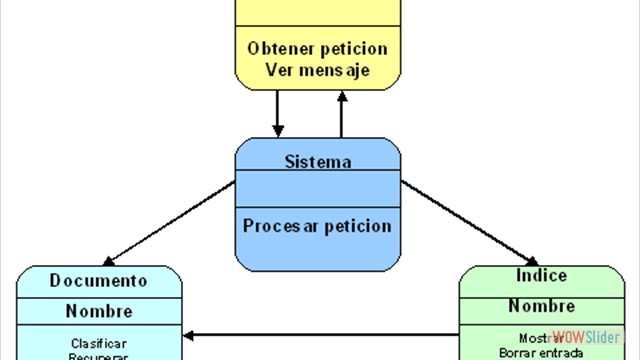 Obtener peticion
Ver mensaje
Sistema
Procesar peticion
Documento
Nombre
Clasificar
Recuperar
Indice
Nombre
Mostrar
WOWSlider
Borrar entrada